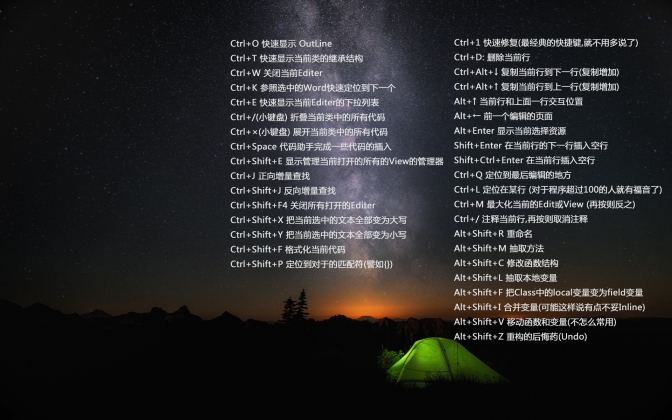 Ctrl+O 快速显示 OutLine
Ctrl+T 快速显示当前类的继承结构
Ctrl+W 关闭当前Editer
Ctrl+K 参照选中的Word快速定位到下一个
Ctrl+E 快速显示当前Editer的下拉列表
Ctrl+/(小键盘) 折叠当前类中的所有代码
Ctrl+×(小键盘) 展开当前类中的所有代码
Ctrl+Space 代码助手完成一些代码的插入
Ctrl+Shift+E 显示管理当前打开的所有的View的管理器
Ctrl+J 正向增量查找
Ctrl+Shift+J 反向增量查找
Ctrl+Shift+F4 关闭所有打开的Editer
Ctrl+Shift+X 把当前选中的文本全部变为大写
Ctrl+Shift+Y 把当前选中的文本全部变为小写
Ctrl+Shift+F 格式化当前代码
Ctrl+Shift+P 定位到对于的匹配符(譬如{})
Ctrl+1 快速修复(最经典的快捷键,就不用多说了)
Ctrl+D: 删除当前行
Ctrl+Alt+↓ 复制当前行到下一行(复制增加)
Ctrl+Alt+↑ 复制当前行到上一行(复制增加)
Alt+↑ 当前行和上面一行交互位置
Alt+← 前一个编辑的页面
Alt+Enter 显示当前选择资源
Shift+Enter 在当前行的下一行插入空行
Shift+Ctrl+Enter 在当前行插入空行
Ctrl+Q 定位到最后编辑的地方
Ctrl+L 定位在某行 (对于程序超过100的人就有福音了)
Ctrl+M 最大化当前的Edit或View (再按则反之)
Ctrl+/ 注释当前行,再按则取消注释
Alt+Shift+R 重命名
Alt+Shift+M 抽取方法
Alt+Shift+C 修改函数结构
Alt+Shift+L 抽取本地变量
Alt+Shift+F 把Class中的local变量变为field变量
Alt+Shift+I 合并变量(可能这样说有点不妥Inline)
Alt+Shift+V 移动函数和变量(不怎么常用)
Alt+Shift+Z 重构的后悔药(Undo)